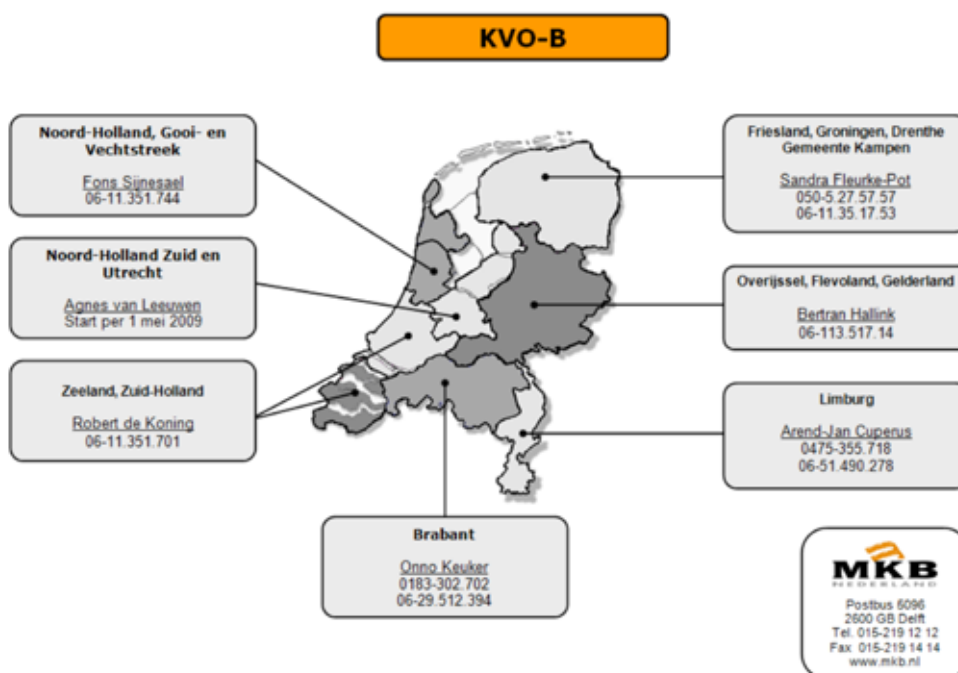 KVO-B
Noord-Holland, Gooi- en
Vechtstreek
Fons Sijnesael
06-11.351.744
Noord-Holland Zuid en
Utrecht
Agnes van Leeuwen
Start per 1 mei 2009
Zeeland, Zuid-Holland
Robert de Koning
06-11.351.701
Brabant
Onno Keuker
0183-302.702
06-29.512.394
Friesland, Groningen, Drenthe
Gemeente Kampen
Sandra Fleurke-Pot
050-5.27.57.57
06-11.35.17.53
Overijssel, Flevoland, Gelderland
Bertran Hallink
06-113.517.14
Limburg
Arend-Jan Cuperus
0475-355.718
06-51.490.278
MKB
NEDERLAND
Postbus 5096
2600 GB Delft
Tel. 015-219 12 12
Fax 015-219 14 14
www.mkb.nl